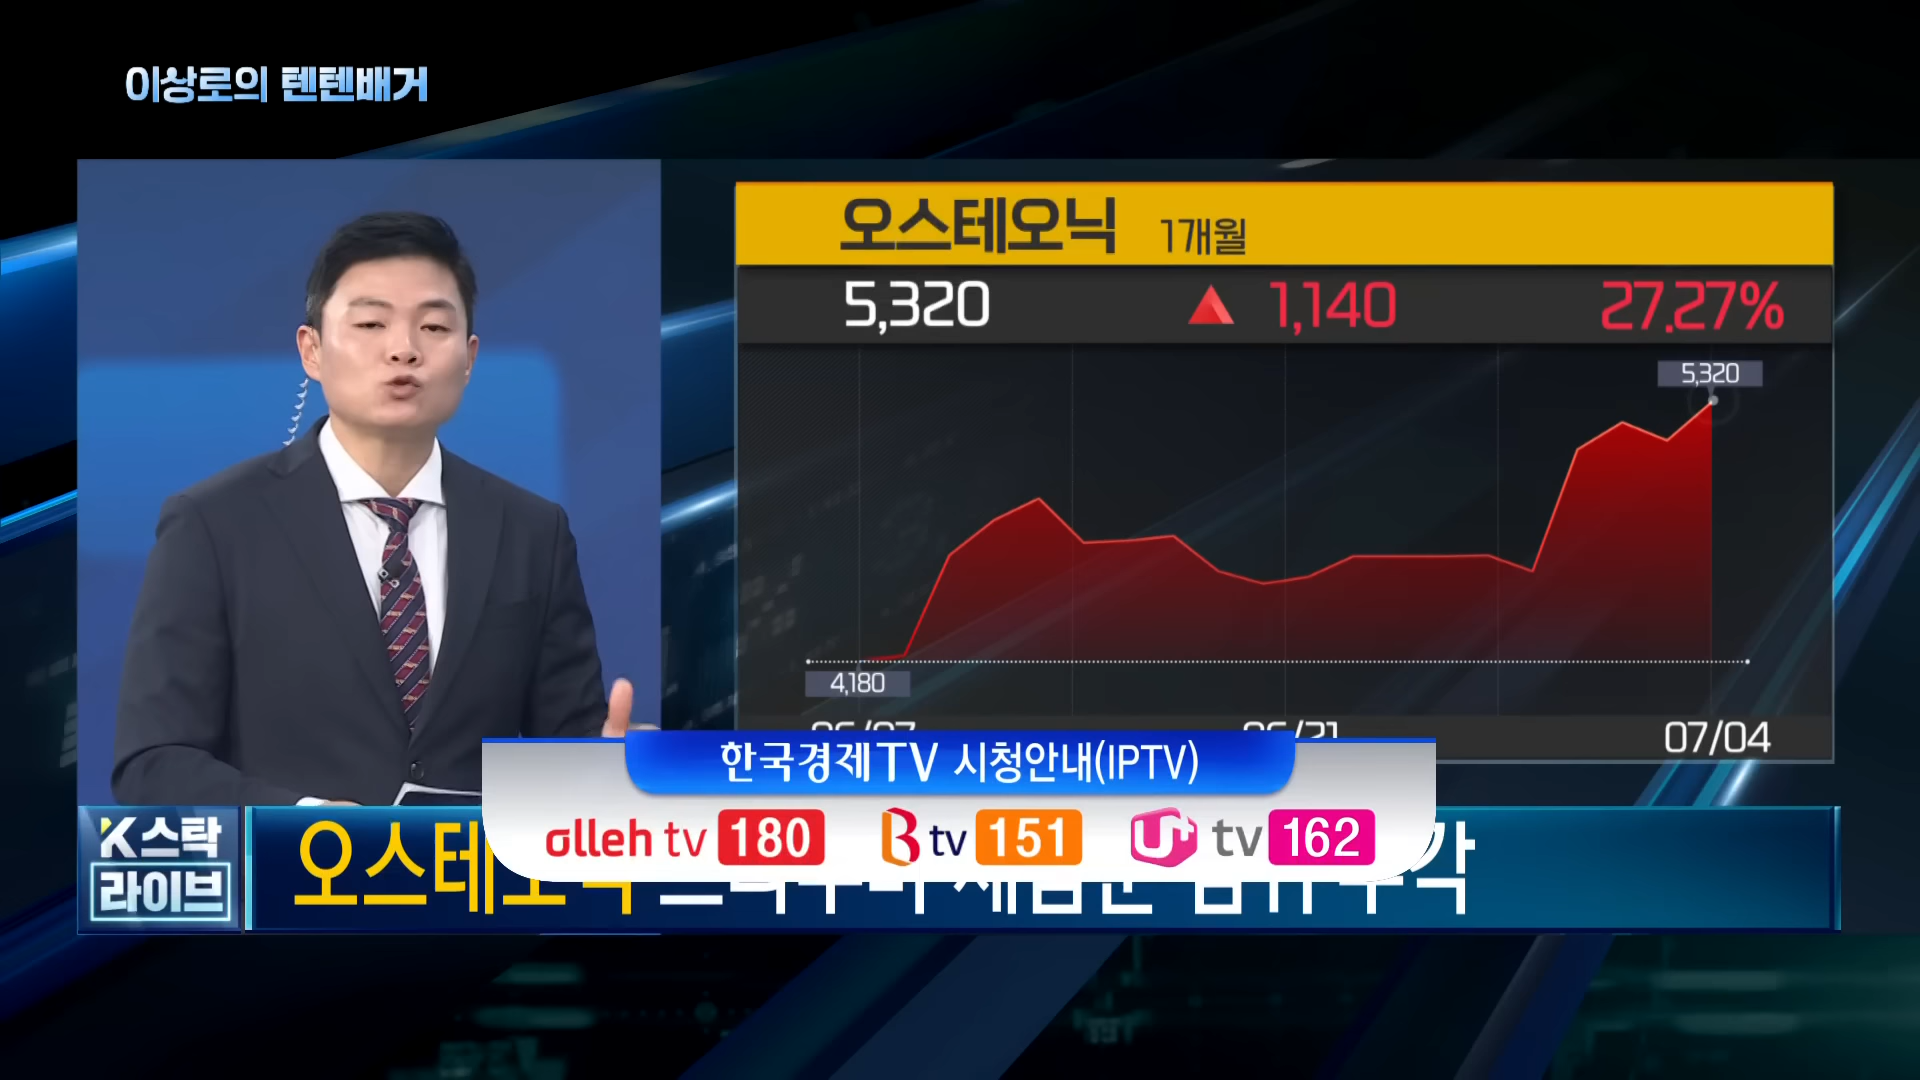 이상로의 텐텐배거
오스테오닉 1개월
5,320 ▲ 1,140 27.27%
5,320
4,180
07/04
한국경제TV 시청안내(IPTV)
olleh tv 180 B tv 151 U+ tv 162
K스탁
라이브
오스테오닉